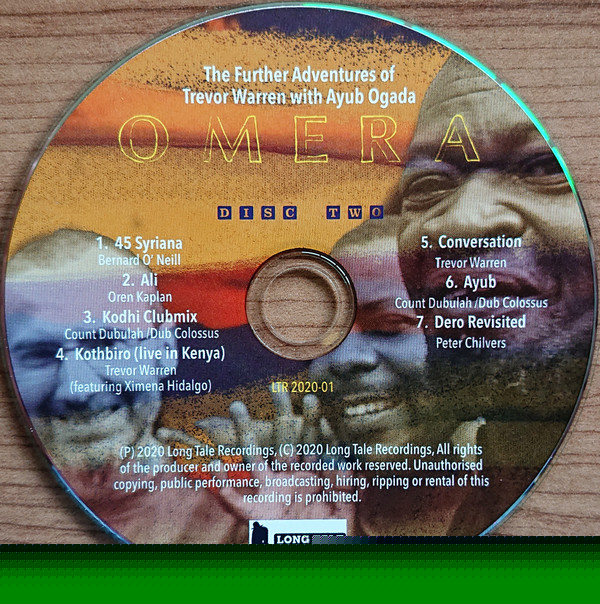 The Further Adventures of
Trevor Warren with Ayub Ogada
OMERA
DISC TWO
1. 45 Syriana
Bernard O' Neill
2. Ali
Oren Kaplan
3. Kodhi Clubmix
Count Dubulah /Dub Colossus
4. Kothbiro (live in Kenya)
Trevor Warren
(featuring Ximena Hidalgo)
5. Conversation
Trevor Warren
6. Ayub
Count Dubulah /Dub Colossus
7. Dero Revisited
Peter Chilvers
LTR 2020-01
(P) 2020 Long Tale Recordings, (C) 2020 Long Tale Recordings, All rights
of the producer and owner of the recorded work reserved. Unauthorised
copying, public performance, broadcasting, hiring, ripping or rental of this
recording is prohibited.
LONG